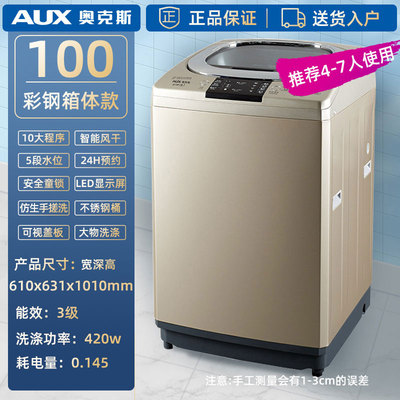 AUX 奥克斯
正 正品保证
送货入户
100
彩钢箱体款
推荐4-7人使用
10大程序 智能风干
5段水位 24H预约
安全童锁 LED显示屏
仿生手搓洗 不锈钢桶
可视盖板 大物洗涤
产品尺寸：宽深高
610x631x1010mm
能效：3级
洗涤功率：420w
耗电量：0.145
注意:手工测量会有1-3cm的误差
AUX